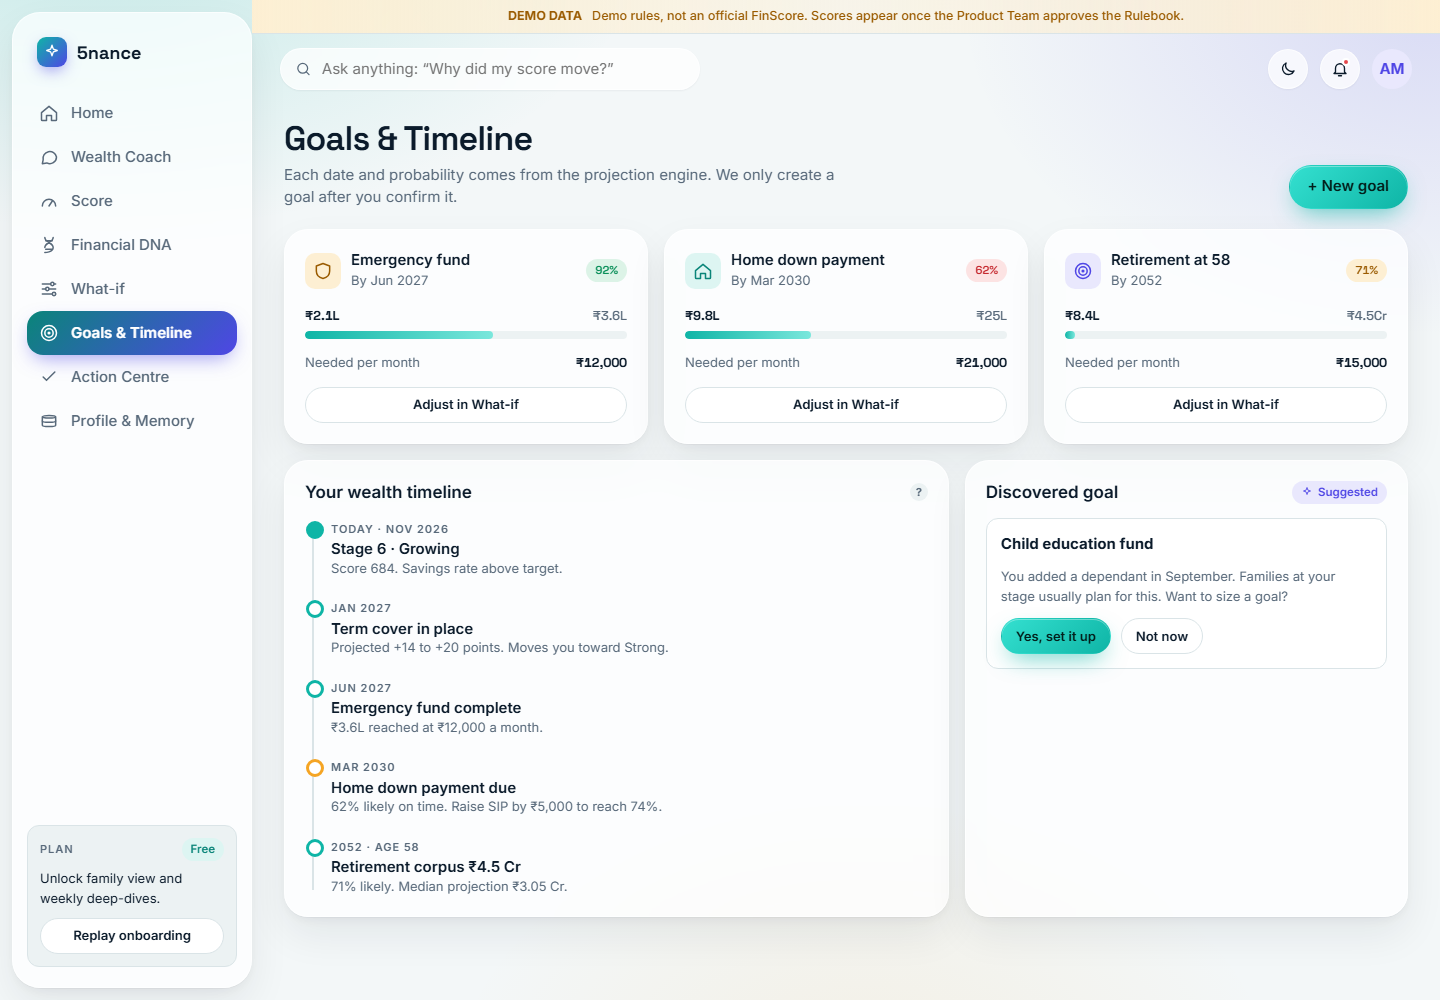 DEMO DATA Demo rules, not an official FinScore. Scores appear once the Product Team approves the Rulebook.
5nance
Ask anything: “Why did my score move?”
AM
Home
Wealth Coach
Score
Financial DNA
What-if
Goals & Timeline
Action Centre
Profile & Memory
PLAN
Free
Unlock family view and
weekly deep-dives.
Replay onboarding
Goals & Timeline
Each date and probability comes from the projection engine. We only create a
goal after you confirm it.
+ New goal
Emergency fund
By Jun 2027
92%
₹2.1L
₹3.6L
Needed per month
₹12,000
Adjust in What-if
Home down payment
By Mar 2030
62%
₹9.8L
₹25L
Needed per month
₹21,000
Adjust in What-if
Retirement at 58
By 2052
71%
₹8.4L
₹4.5Cr
Needed per month
₹15,000
Adjust in What-if
Your wealth timeline
?
TODAY · NOV 2026
Stage 6 · Growing
Score 684. Savings rate above target.
JAN 2027
Term cover in place
Projected +14 to +20 points. Moves you toward Strong.
JUN 2027
Emergency fund complete
₹3.6L reached at ₹12,000 a month.
MAR 2030
Home down payment due
62% likely on time. Raise SIP by ₹5,000 to reach 74%.
2052 · AGE 58
Retirement corpus ₹4.5 Cr
71% likely. Median projection ₹3.05 Cr.
Discovered goal
Suggested
Child education fund
You added a dependant in September. Families at your
stage usually plan for this. Want to size a goal?
Yes, set it up
Not now